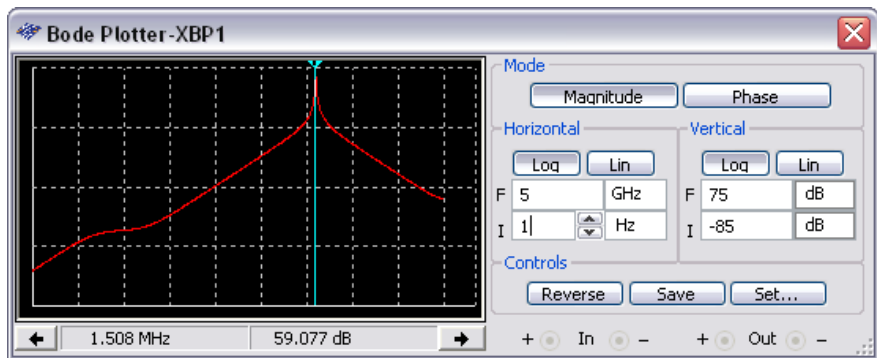 Bode Plotter-XBP1
Mode
Magnitude Phase
Horizontal Vertical
Log Lin Log Lin
F 5 GHz F 75 dB
I 1 Hz I -85 dB
Controls
Reverse Save Set...
1.508 MHz 59.077 dB + In - + Out -